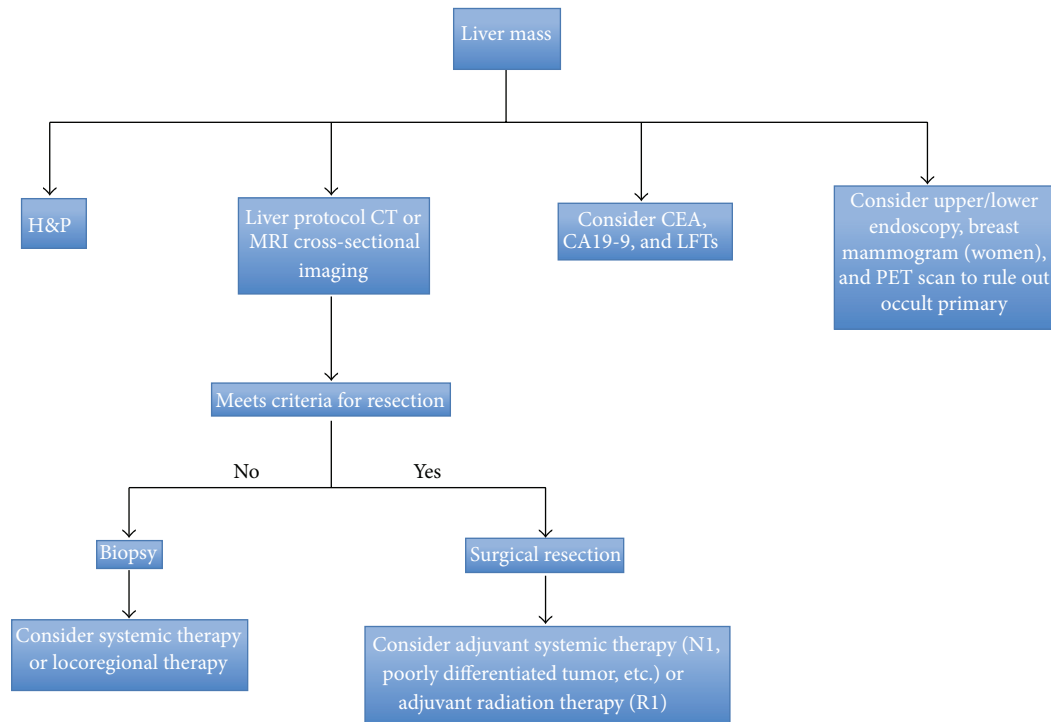 Liver mass
H&P
Liver protocol CT or
MRI cross-sectional
imaging
Consider CEA,
CA19-9, and LFTs
Consider upper/lower
endoscopy, breast
mammogram (women),
and PET scan to rule out
occult primary
Meets criteria for resection
No
Yes
Biopsy
Surgical resection
Consider systemic therapy
or locoregional therapy
Consider adjuvant systemic therapy (N1,
poorly differentiated tumor, etc.) or
adjuvant radiation therapy (R1)